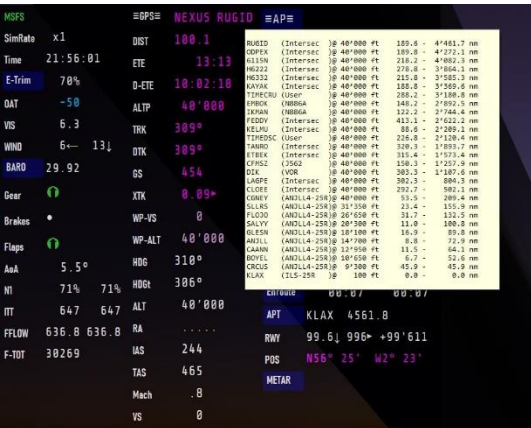 MSFS
SimRate x1
Time 21:56:01
E-Trim 70%
OAT -50
VIS 6.3
WIND 6← 13↓
BARO 29.92
Gear
Brakes
Flaps
AoA 5.5°
N1 71% 71%
ITT 647 647
FFLOW 636.8 636.8
F-TOT 30269
≡GPS≡ NEXUS RUGID
DIST 100.1
ETE 13:13
D-ETE 10:02:18
ALTP 40'000
TRK 309°
DTK 309°
GS 454
XTK 0.09▸
WP-VS 0
WP-ALT 40'000
HDG 310°
HDGt 306°
ALT 40'000
RA .....
IAS 244
TAS 465
Mach .8
VS 0
≡AP≡
RUGID (Intersec )@ 40'000 ft 189.6 - 4'461.7 nm
ODPEK (Intersec )@ 40'000 ft 189.8 - 4'272.1 nm
6115N (Intersec )@ 40'000 ft 218.2 - 4'082.3 nm
H6222 (Intersec )@ 40'000 ft 278.8 - 3'864.1 nm
H6332 (Intersec )@ 40'000 ft 215.8 - 3'585.3 nm
KAYAK (Intersec )@ 40'000 ft 188.8 - 3'369.6 nm
TIMECRU (User )@ 40'000 ft 288.2 - 3'180.8 nm
EMBOK (N886A )@ 40'000 ft 148.2 - 2'892.5 nm
IKMAN (N886A )@ 40'000 ft 122.2 - 2'744.4 nm
FEDDY (Intersec )@ 40'000 ft 413.1 - 2'622.2 nm
KELMU (Intersec )@ 40'000 ft 88.6 - 2'209.1 nm
TIMEDSC (User )@ 40'000 ft 226.8 - 2'120.4 nm
TANRO (Intersec )@ 40'000 ft 320.3 - 1'893.7 nm
ETBEK (Intersec )@ 40'000 ft 315.4 - 1'573.4 nm
CFMSZ (J562 )@ 40'000 ft 150.3 - 1'257.9 nm
DIK (VOR )@ 40'000 ft 303.3 - 1'107.6 nm
LAGPE (Intersec )@ 40'000 ft 302.3 - 804.3 nm
CLOEE (Intersec )@ 40'000 ft 292.7 - 502.1 nm
CGNEY (ANJLL4-25R)@ 40'000 ft 53.5 - 209.4 nm
SLLRS (ANJLL4-25R)@ 31'350 ft 23.4 - 155.9 nm
FLOJO (ANJLL4-25R)@ 26'650 ft 31.7 - 132.5 nm
SALYY (ANJLL4-25R)@ 20'300 ft 11.0 - 100.8 nm
GLESN (ANJLL4-25R)@ 18'100 ft 16.9 - 89.8 nm
ANJLL (ANJLL4-25R)@ 14'700 ft 8.8 - 72.9 nm
CAANN (ANJLL4-25R)@ 12'950 ft 11.5 - 64.1 nm
BOYEL (ANJLL4-25R)@ 10'650 ft 6.7 - 52.6 nm
CRCUS (ANJLL4-25R)@ 9'300 ft 45.9 - 45.9 nm
KLAX (ILS-25R )@ 100 ft 0.0 - 0.0 nm
Enroute 00:07 00:07
APT KLAX 4561.8
RWY 99.6↓ 996▸ +99'611
POS N56° 25' W2° 23'
METAR